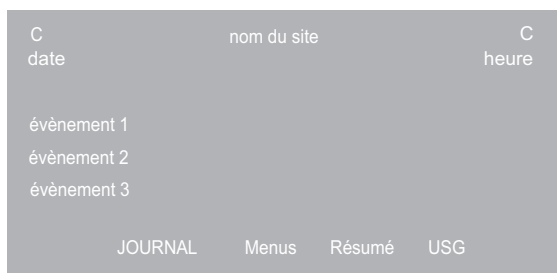 C nom du site C
date heure
évènement 1
évènement 2
évènement 3
JOURNAL Menus Résumé USG